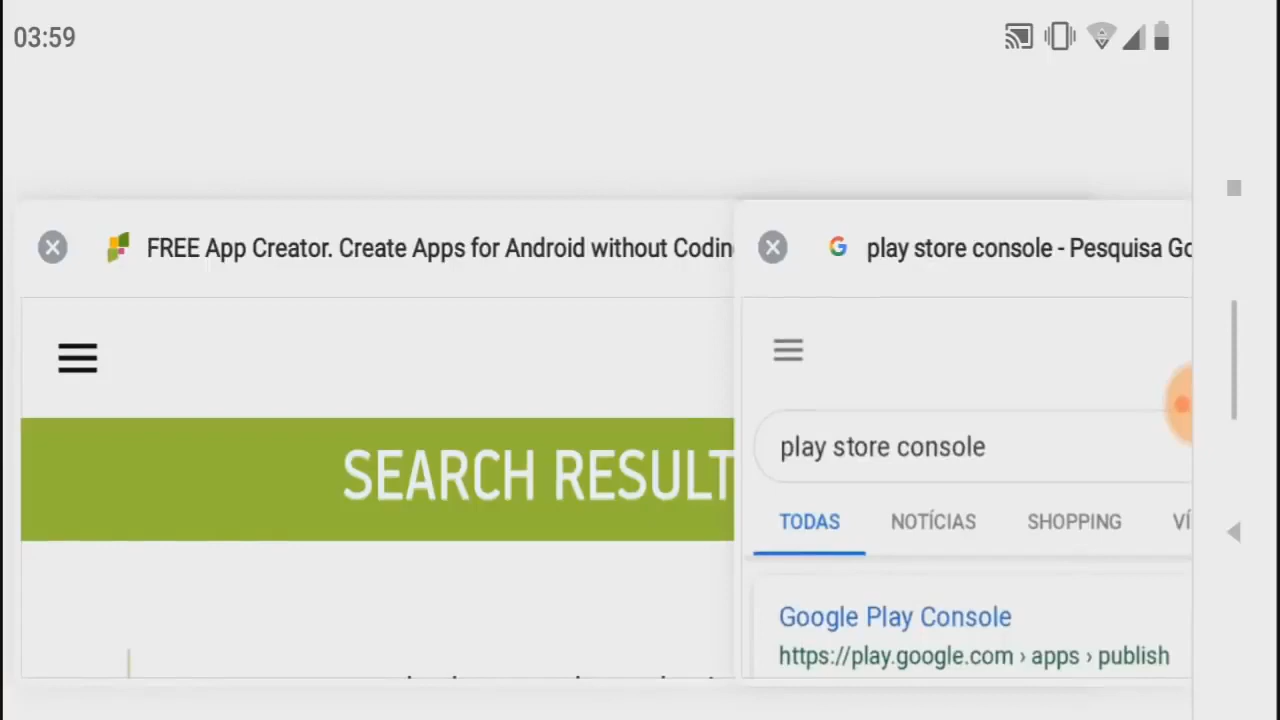 03:59
FREE App Creator. Create Apps for Android without Codin
play store console - Pesquisa Go
SEARCH RESULT
play store console
TODAS NOTÍCIAS SHOPPING VÍ
Google Play Console
https://play.google.com › apps › publish